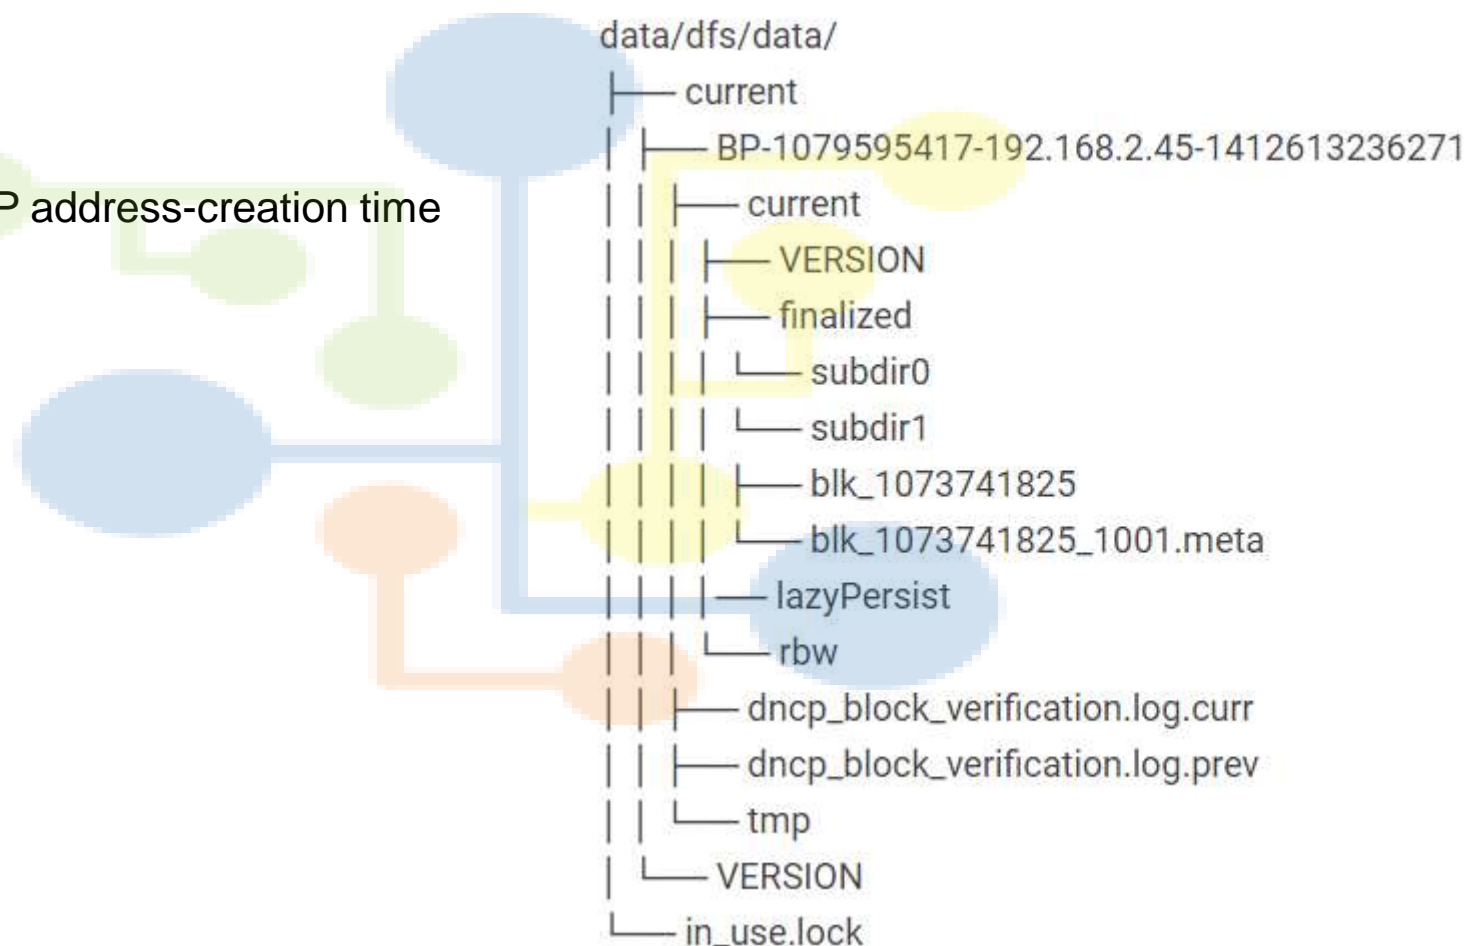 data/dfs/data/
├── current
│ ├── BP-1079595417-192.168.2.45-1412613236271
│ │ ├── current
P address-creation time
│ │ │ ├── VERSION
│ │ │ ├── finalized
│ │ │ │ └── subdir0
│ │ │ │ └── subdir1
│ │ │ │ ├── blk_1073741825
│ │ │ │ └── blk_1073741825_1001.meta
│ │ │ │── lazyPersist
│ │ │ └── rbw
│ │ ├── dncp_block_verification.log.curr
│ │ ├── dncp_block_verification.log.prev
│ │ └── tmp
│ └── VERSION
└── in_use.lock